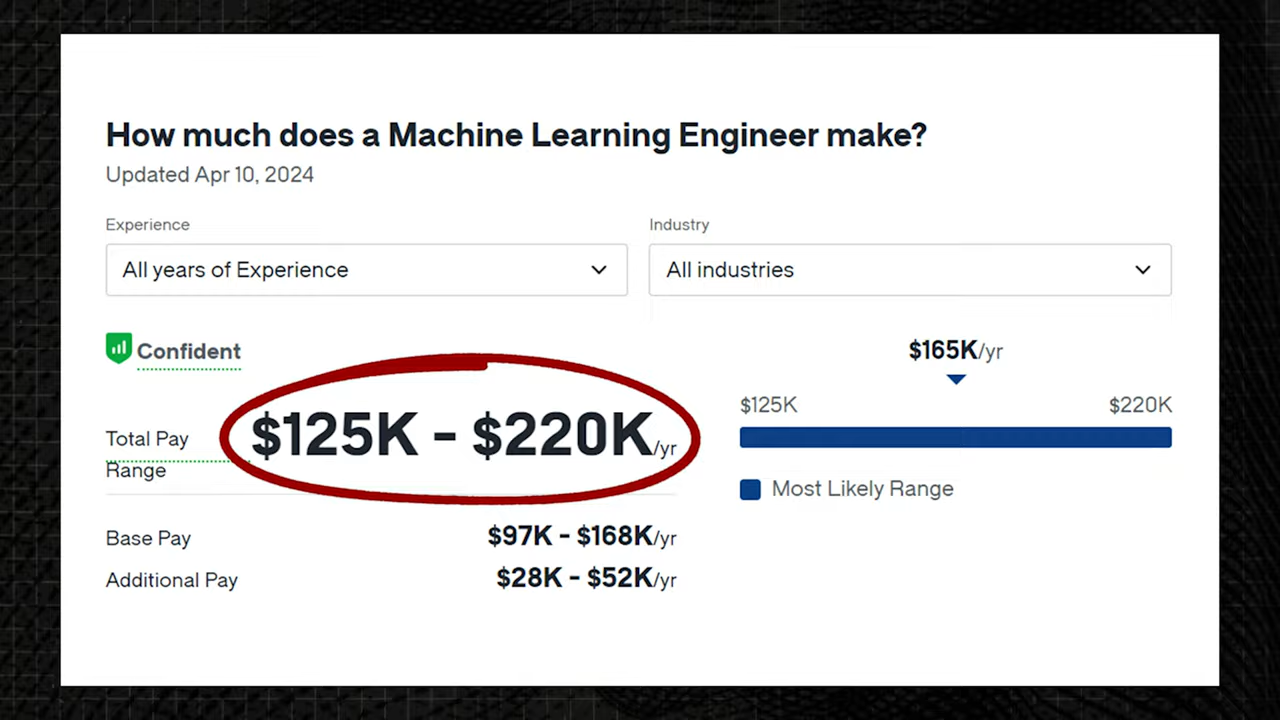 How much does a Machine Learning Engineer make?
Updated Apr 10, 2024
Experience
Industry
All years of Experience
All industries
Confident
Total Pay
Range
$125K - $220K/yr
Base Pay
$97K - $168K/yr
Additional Pay
$28K - $52K/yr
$165K/yr
$125K
$220K
Most Likely Range